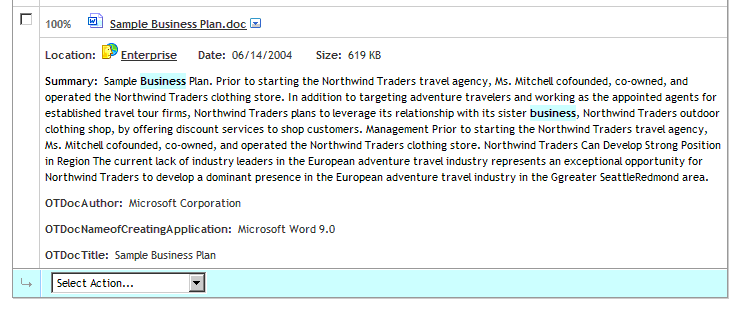 100% Sample Business Plan.doc
Location: Enterprise Date: 06/14/2004 Size: 619 KB
Summary: Sample Business Plan. Prior to starting the Northwind Traders travel agency, Ms. Mitchell cofounded, co-owned, and
operated the Northwind Traders clothing store. In addition to targeting adventure travelers and working as the appointed agents for
established travel tour firms, Northwind Traders plans to leverage its relationship with its sister business, Northwind Traders outdoor
clothing shop, by offering discount services to shop customers. Management Prior to starting the Northwind Traders travel agency,
Ms. Mitchell cofounded, co-owned, and operated the Northwind Traders clothing store. Northwind Traders Can Develop Strong Position
in Region The current lack of industry leaders in the European adventure travel industry represents an exceptional opportunity for
Northwind Traders to develop a dominant presence in the European adventure travel industry in the Ggreater SeattleRedmond area.
OTDocAuthor: Microsoft Corporation
OTDocNameofCreatingApplication: Microsoft Word 9.0
OTDocTitle: Sample Business Plan
Select Action...